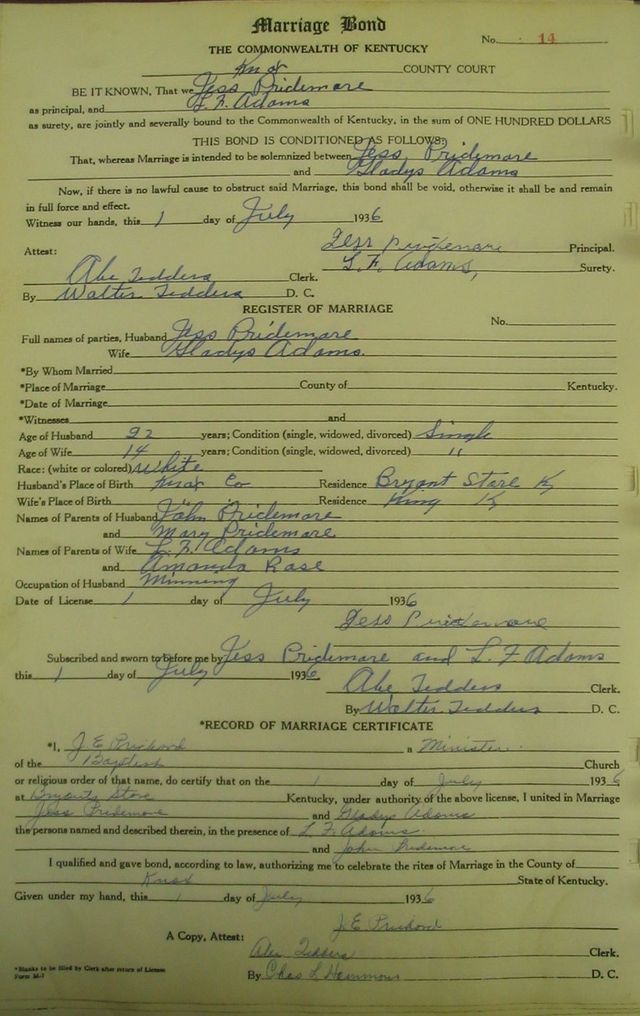 Marriage Bond
No. 14
THE COMMONWEALTH OF KENTUCKY
Knox COUNTY COURT
BE IT KNOWN, That we Jess Pridemore
as principal, and L. F. Adams
as surety, are jointly and severally bound to the Commonwealth of Kentucky, in the sum of ONE HUNDRED DOLLARS
THIS BOND IS CONDITIONED AS FOLLOWS:
That, whereas Marriage is intended to be solemnized between Jess Pridemore
and Gladys Adams
Now, if there is no lawful cause to obstruct said Marriage, this bond shall be void, otherwise it shall be and remain
in full force and effect.
Witness our hands, this 1 day of July 1936
Jess Pridemore Principal.
Attest:
L. F. Adams, Surety.
Abe Tedders Clerk.
By Walter Tedders D. C.
REGISTER OF MARRIAGE
No.
Full names of parties, Husband Jess Pridemore
Wife Gladys Adams.
*By Whom Married
*Place of Marriage County of Kentucky.
*Date of Marriage
*Witnesses and
Age of Husband 22 years; Condition (single, widowed, divorced) Single
Age of Wife 14 years; Condition (single, widowed, divorced) "
Race: (white or colored) White
Husband's Place of Birth Knox Co Residence Bryant Store Ky
Wife's Place of Birth " " Residence King Ky
Names of Parents of Husband John Pridemore
and Mary Pridemore
Names of Parents of Wife L. F. Adams
and Amanda Rose
Occupation of Husband Minning
Date of License 1 day of July 1936
Jess
Subscribed and sworn to before me by Jess Pridemore and L. F Adams
this 1 day of July 1936
Abe Tedders Clerk.
By Walter Tedders D. C.
*RECORD OF MARRIAGE CERTIFICATE
*I, J E a Minister.
of the Baptist Church
or religious order of that name, do certify that on the 1 day of July 1936
at Bryants Store Kentucky, under authority of the above license, I united in Marriage
Jess Pridemore and Gladys Adams
the persons named and described therein, in the presence of L. F. Adams
and John Pridemore
I qualified and gave bond, according to law, authorizing me to celebrate the rites of Marriage in the County of
Knox State of Kentucky.
Given under my hand, this 1 day of July 1936
J. E
A Copy, Attest:
Abe Tedders Clerk.
*Blanks to be filled by Clerk after return of License
Form M-1
By Chas L Hammons D. C.